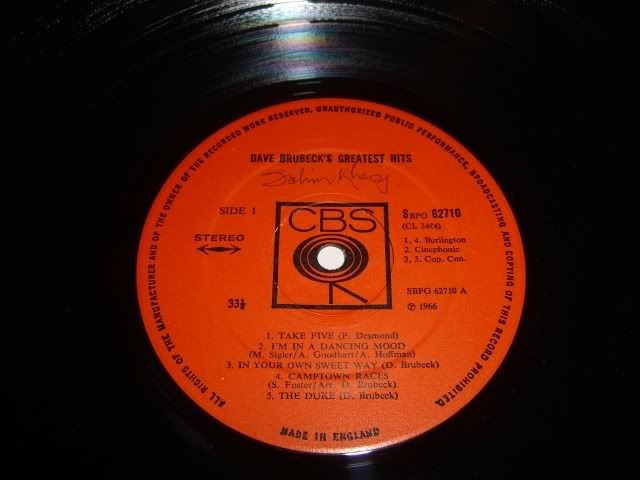 ALL RIGHTS OF THE MANUFACTURER AND OF THE OWNER OF THE RECORDED WORK RESERVED. UNAUTHORIZED PUBLIC PERFORMANCE, BROADCASTING AND COPYING OF THIS RECORD PROHIBITED.
DAVE BRUBECK'S GREATEST HITS
SIDE 1
STEREO
33⅓
CBS
SBPG 62710
1, 4. Burlington
2. Cinephonic
3, 5. Cop. Con.
SBPG 62710 A
℗ 1966
1. TAKE FIVE (P. Desmond)
2. I'M IN A DANCING MOOD
(M. Sigler/A. Goodhart/A. Hoffman)
3. IN YOUR OWN SWEET WAY (D. Brubeck)
4. CAMPTOWN RACES
(S. Foster/Arr. D. Brubeck)
5. THE DUKE (D. Brubeck)
MADE IN ENGLAND